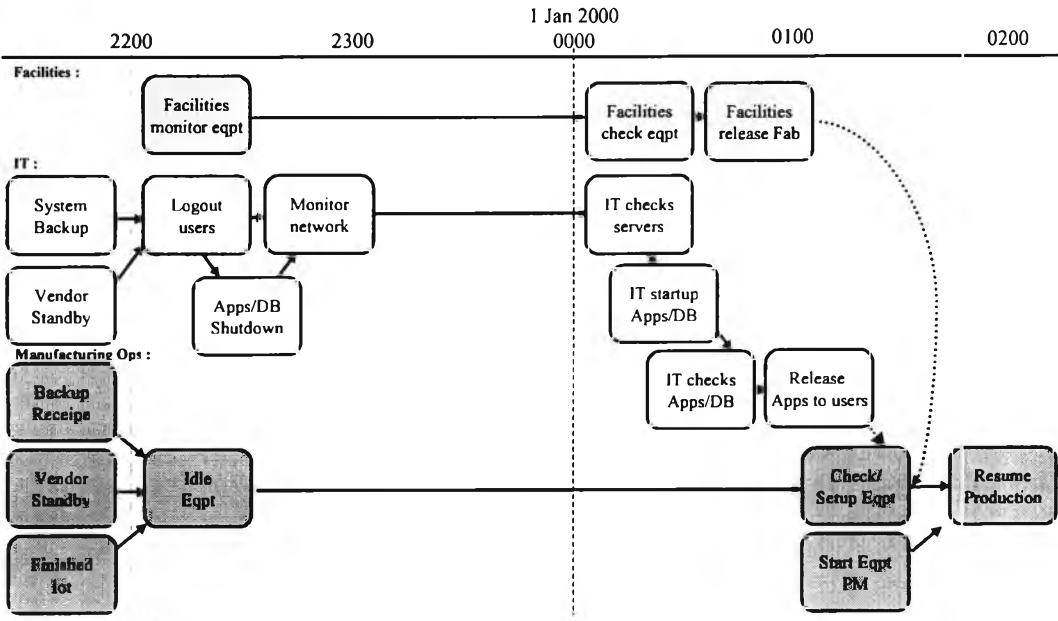 1 Jan 2000
2200 2300 0000 0100 0200
Facilities :
Facilities
monitor eqpt
Facilities
check eqpt
Facilities
release Fab
IT :
System
Backup
Logout
users
Monitor
network
IT checks
servers
Vendor
Standby
Apps/DB
Shutdown
IT startup
Apps/DB
Manufacturing Ops :
IT checks
Apps/DB
Release
Apps to users
Backup
Receipe
Vendor
Standby
Idle
Eqpt
Check/
Setup Eqpt
Resume
Production
Finished
lot
Start Eqpt
PM